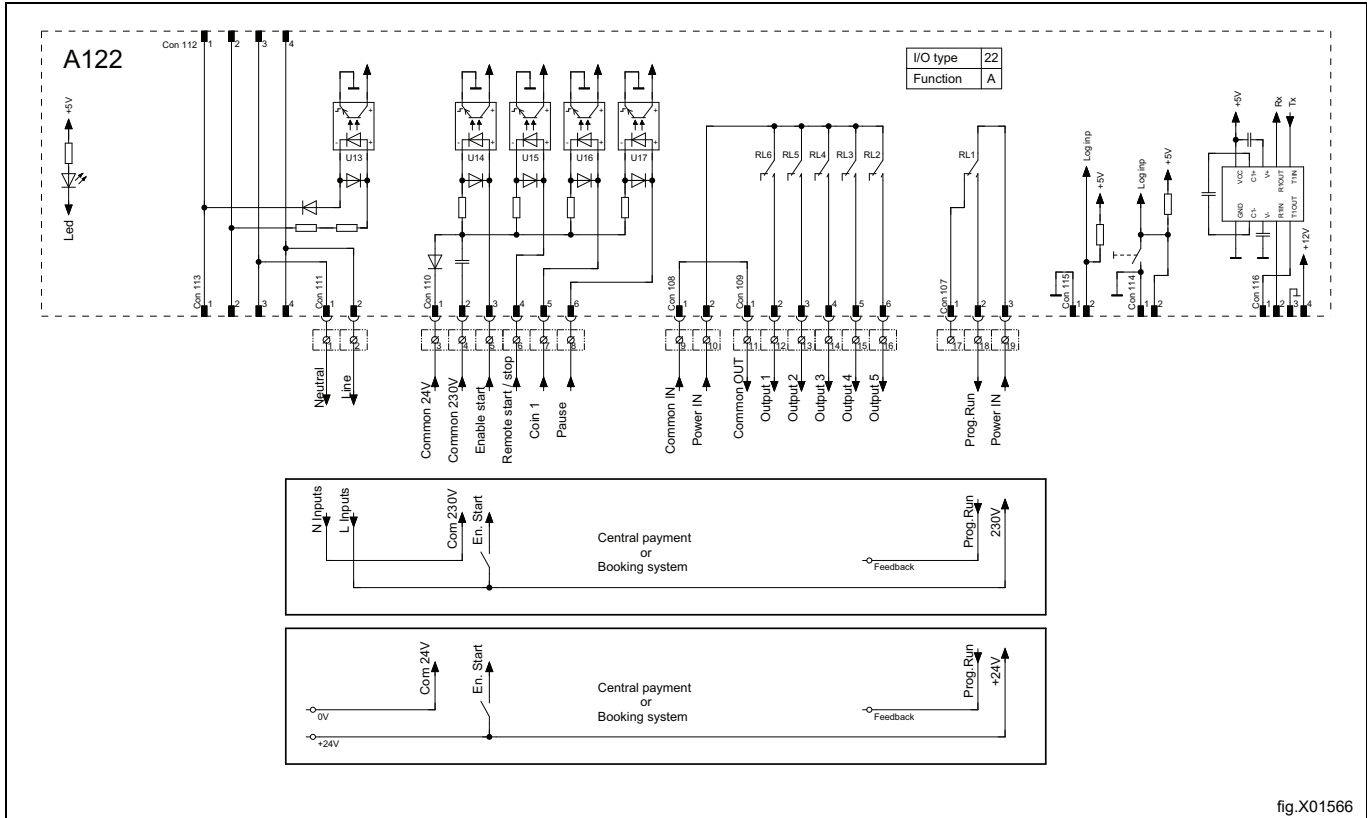 A122
Con 112 1 2 3 4
I/O type 22
Function A
+5V
Led
U13 U14 U15 U16 U17
RL6 RL5 RL4 RL3 RL2
RL1
Log inp
+5V
Log inp
+5V
+5V
Rx
Tx
VCC C1+ V+ R1OUT T1IN
GND C1- V- R1IN T1OUT
+12V
Con 113 1 2 3 4
Con 111 1 2
Con 110 1 2 3 4 5 6
Con 108 1 2
Con 109 1 2 3 4 5 6
Con 107 1 2 3
Con 115 1 2
Con 114 1 2
Con 116 1 2 3 4
1 2 3 4 5 6 7 8 9 10 11 12 13 14 15 16 17 18 19
Neutral
Line
Common 24V
Common 230V
Enable start
Remote start / stop
Coin 1
Pause
Common IN
Power IN
Common OUT
Output 1
Output 2
Output 3
Output 4
Output 5
Prog.Run
Power IN
N Inputs
L Inputs
Com 230V
En. Start
Central payment
or
Booking system
Feedback
Prog.Run
230V
0V
+24V
Com 24V
En. Start
Central payment
or
Booking system
Feedback
Prog.Run
+24V
fig.X01566